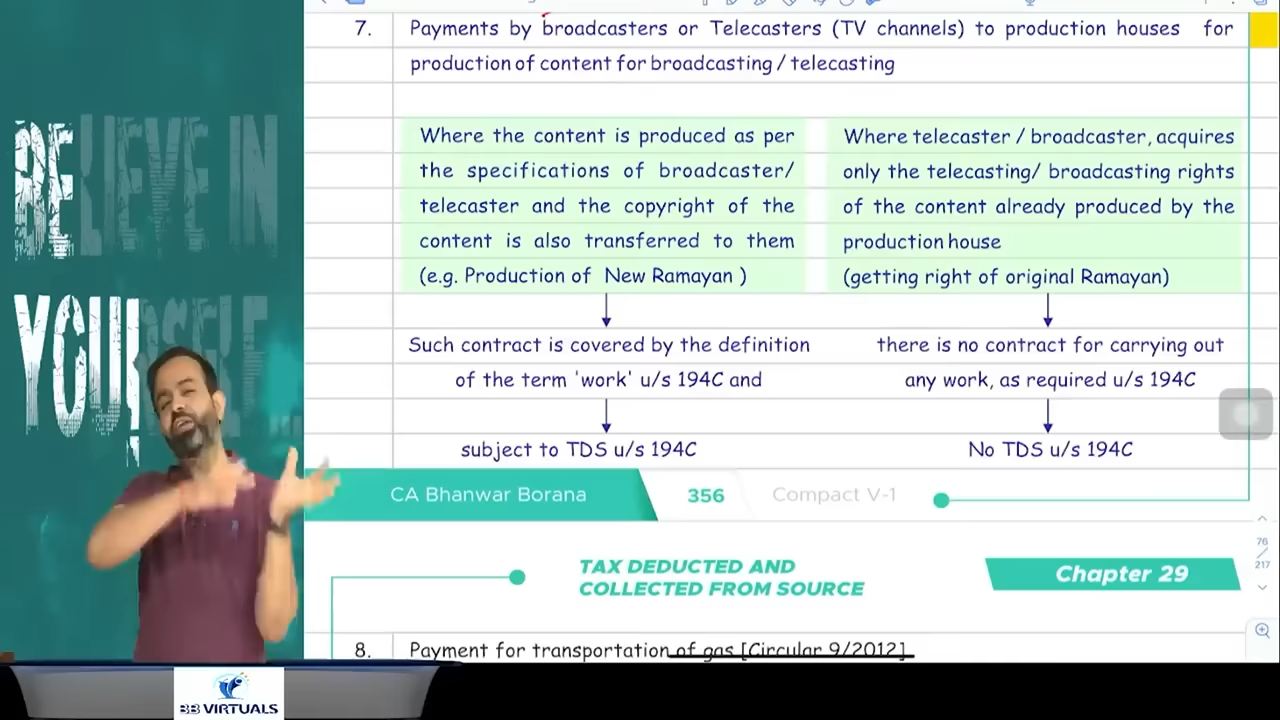 BELIEVE IN
YOURSELF
7. Payments by broadcasters or Telecasters (TV channels) to production houses for
production of content for broadcasting / telecasting
Where the content is produced as per
the specifications of broadcaster/
telecaster and the copyright of the
content is also transferred to them
(e.g. Production of New Ramayan )
Where telecaster / broadcaster, acquires
only the telecasting/ broadcasting rights
of the content already produced by the
production house
(getting right of original Ramayan)
Such contract is covered by the definition
of the term 'work' u/s 194C and
there is no contract for carrying out
any work, as required u/s 194C
subject to TDS u/s 194C
No TDS u/s 194C
CA Bhanwar Borana 356 Compact V-1
76
/
217
TAX DEDUCTED AND
COLLECTED FROM SOURCE
Chapter 29
8. Payment for transportation of gas [Circular 9/2012]
BB VIRTUALS